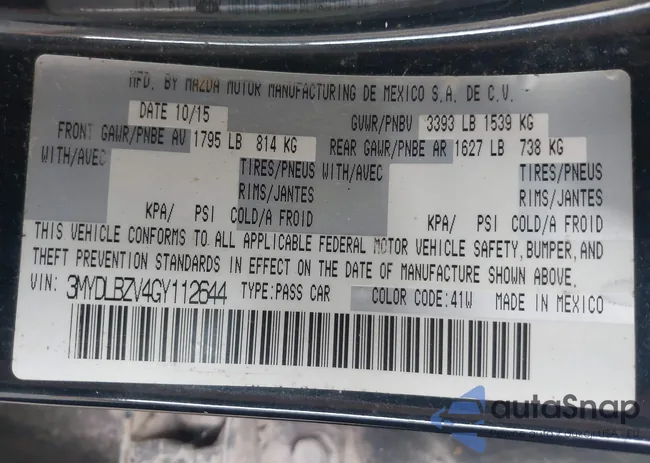 MFD. BY MAZDA MOTOR MANUFACTURING DE MEXICO S.A. DE C.V.
DATE 10/15 GVWR/PNBV 3393 LB 1539 KG
FRONT GAWR/PNBE AV 1795 LB 814 KG REAR GAWR/PNBE AR 1627 LB 738 KG
WITH/AVEC TIRES/PNEUS WITH/AVEC TIRES/PNEUS
RIMS/JANTES RIMS/JANTES
KPA/ PSI COLD/A FROID KPA/ PSI COLD/A FROID
THIS VEHICLE CONFORMS TO ALL APPLICABLE FEDERAL MOTOR VEHICLE SAFETY, BUMPER, AND
THEFT PREVENTION STANDARDS IN EFFECT ON THE DATE OF MANUFACTURE SHOWN ABOVE.
VIN: 3MYDLBZV4GY112644 TYPE:PASS CAR COLOR CODE:41W MADE IN MEXICO
autoSnap